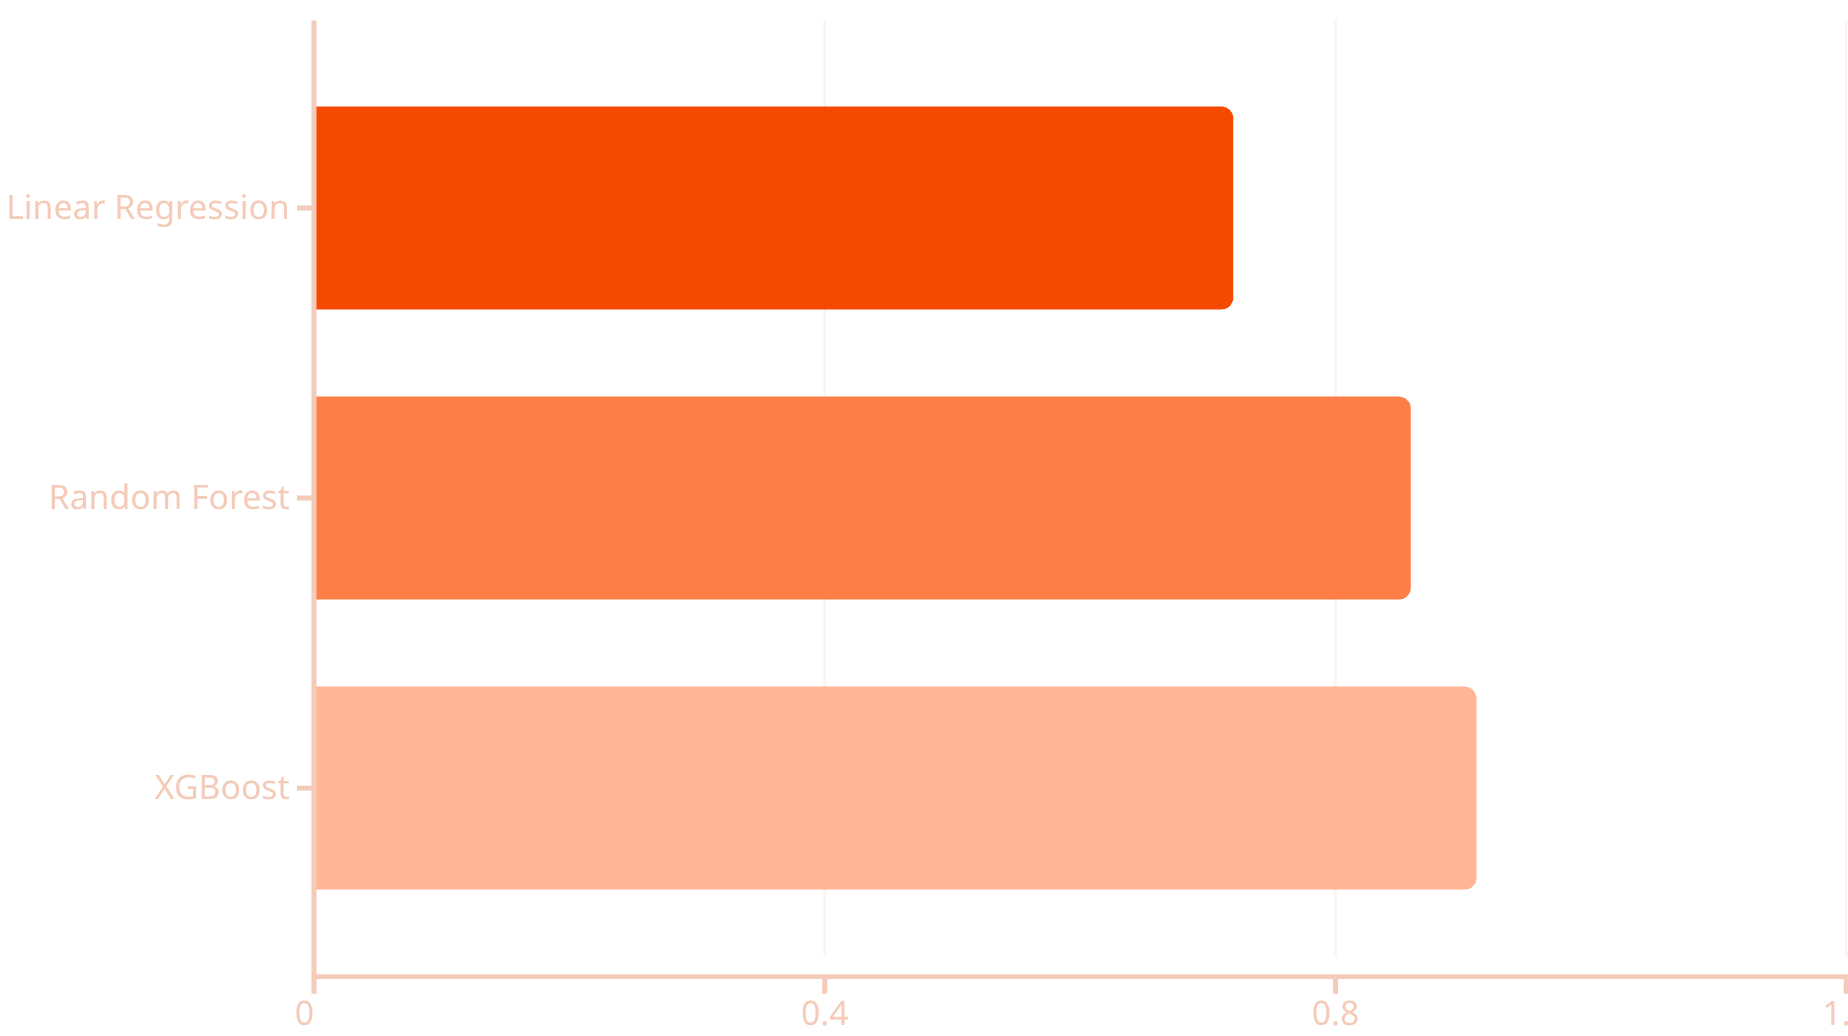 Linear Regression
Random Forest
XGBoost
0 0.4 0.8 1.